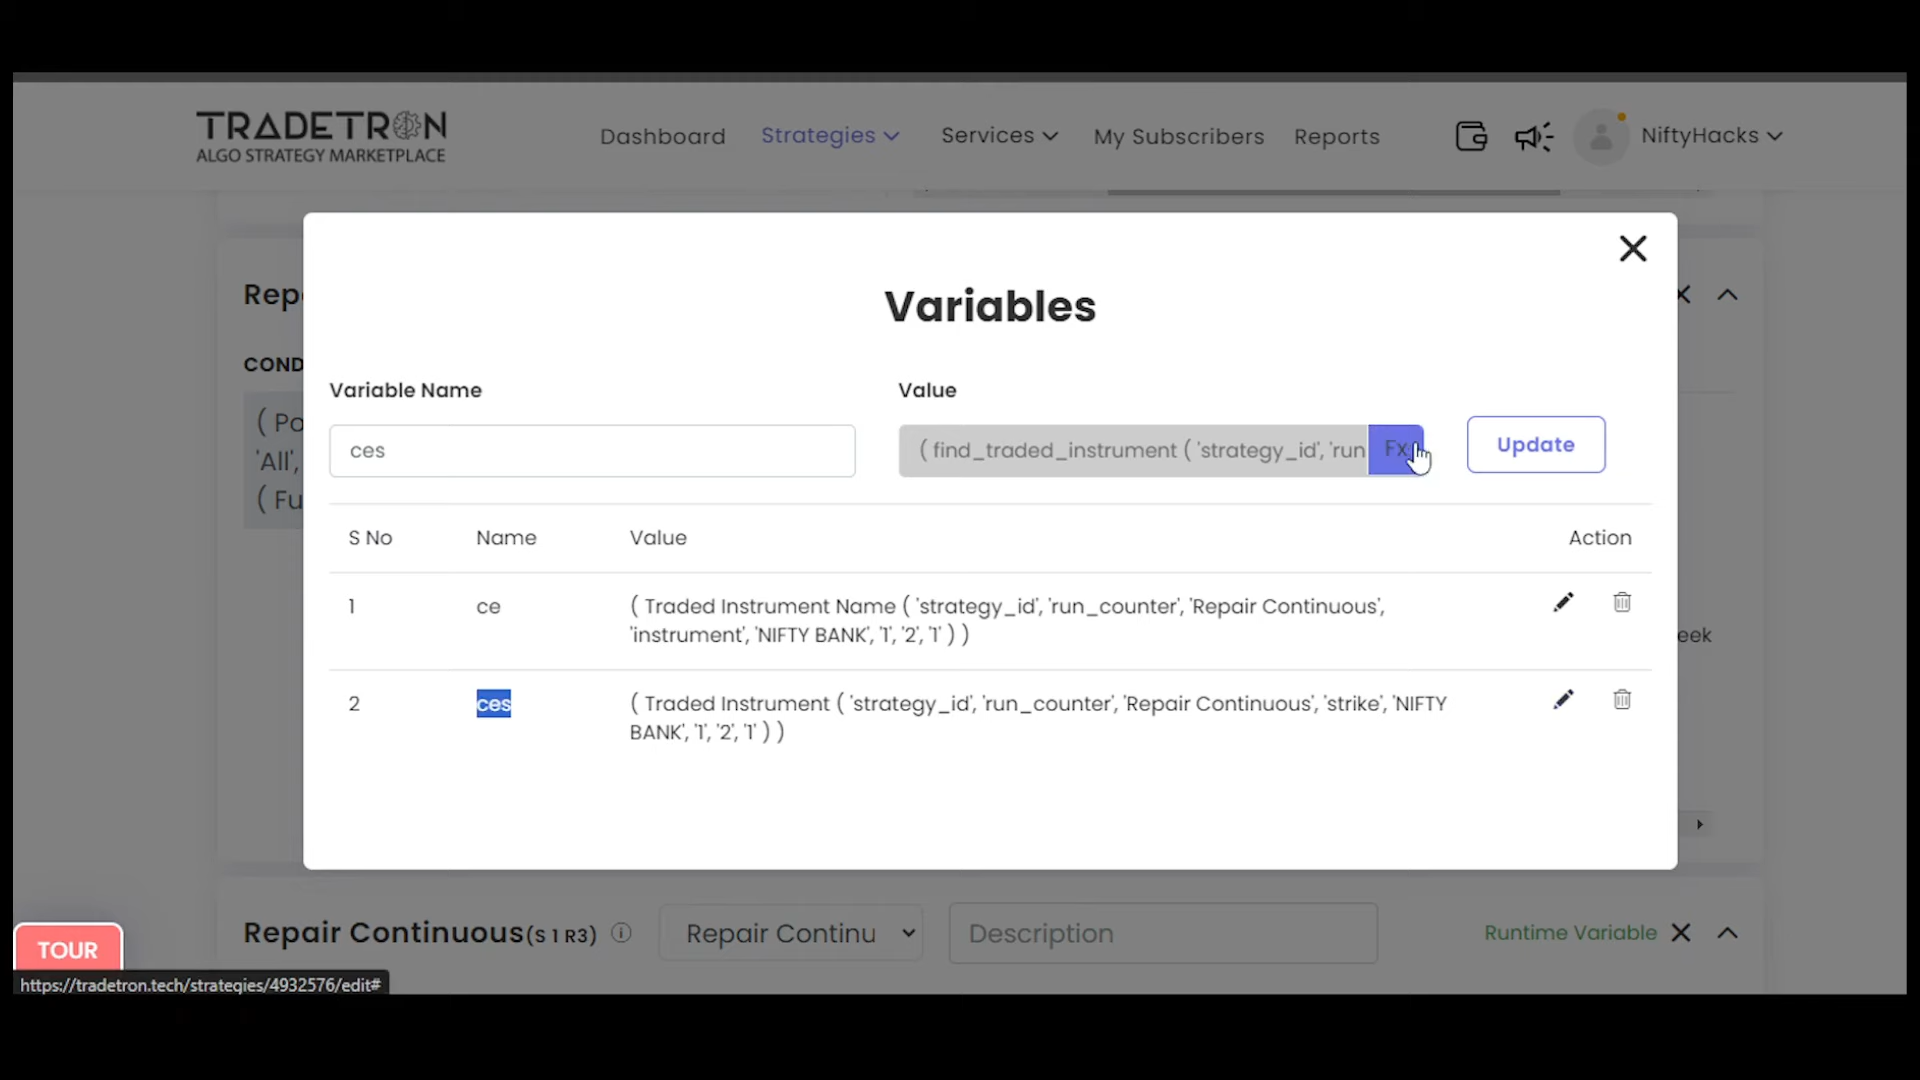 TRADETRON
ALGO STRATEGY MARKETPLACE
Dashboard
Strategies
Services
My Subscribers
Reports
NiftyHacks
Variables
Variable Name
Value
ces
( find_traded_instrument ( 'strategy_id', 'run
Fx
Update
S No
Name
Value
Action
1
ce
( Traded Instrument Name ( 'strategy_id', 'run_counter', 'Repair Continuous',
'instrument', 'NIFTY BANK', '1', '2', '1' ) )
2
ces
( Traded Instrument ( 'strategy_id', 'run_counter', 'Repair Continuous', 'strike', 'NIFTY
BANK', '1', '2', '1' ) )
Rep
COND
( Po
'All',
( Fu
eek
Repair Continuous(S 1 R3)
Repair Continu
Description
Runtime Variable
TOUR
https://tradetron.tech/strategies/4932576/edit#